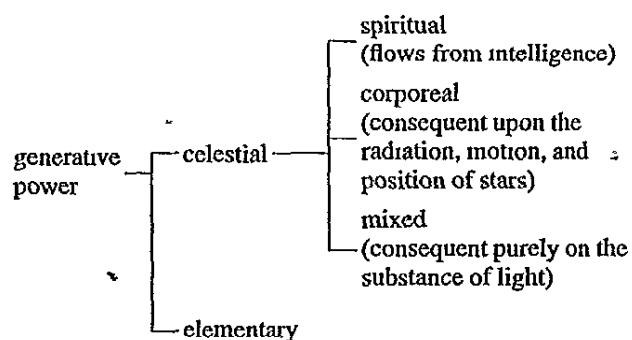 spiritual
(flows from intelligence)
corporeal
(consequent upon the
radiation, motion, and
position of stars)
generative
power
celestial
mixed
(consequent purely on the
substance of light)
elementary